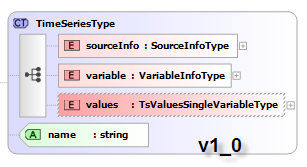 CT TimeSeriesType
E sourceInfo : SourceInfoType
E variable : VariableInfoType
E values : TsValuesSingleVariableType
A name : string
v1_0